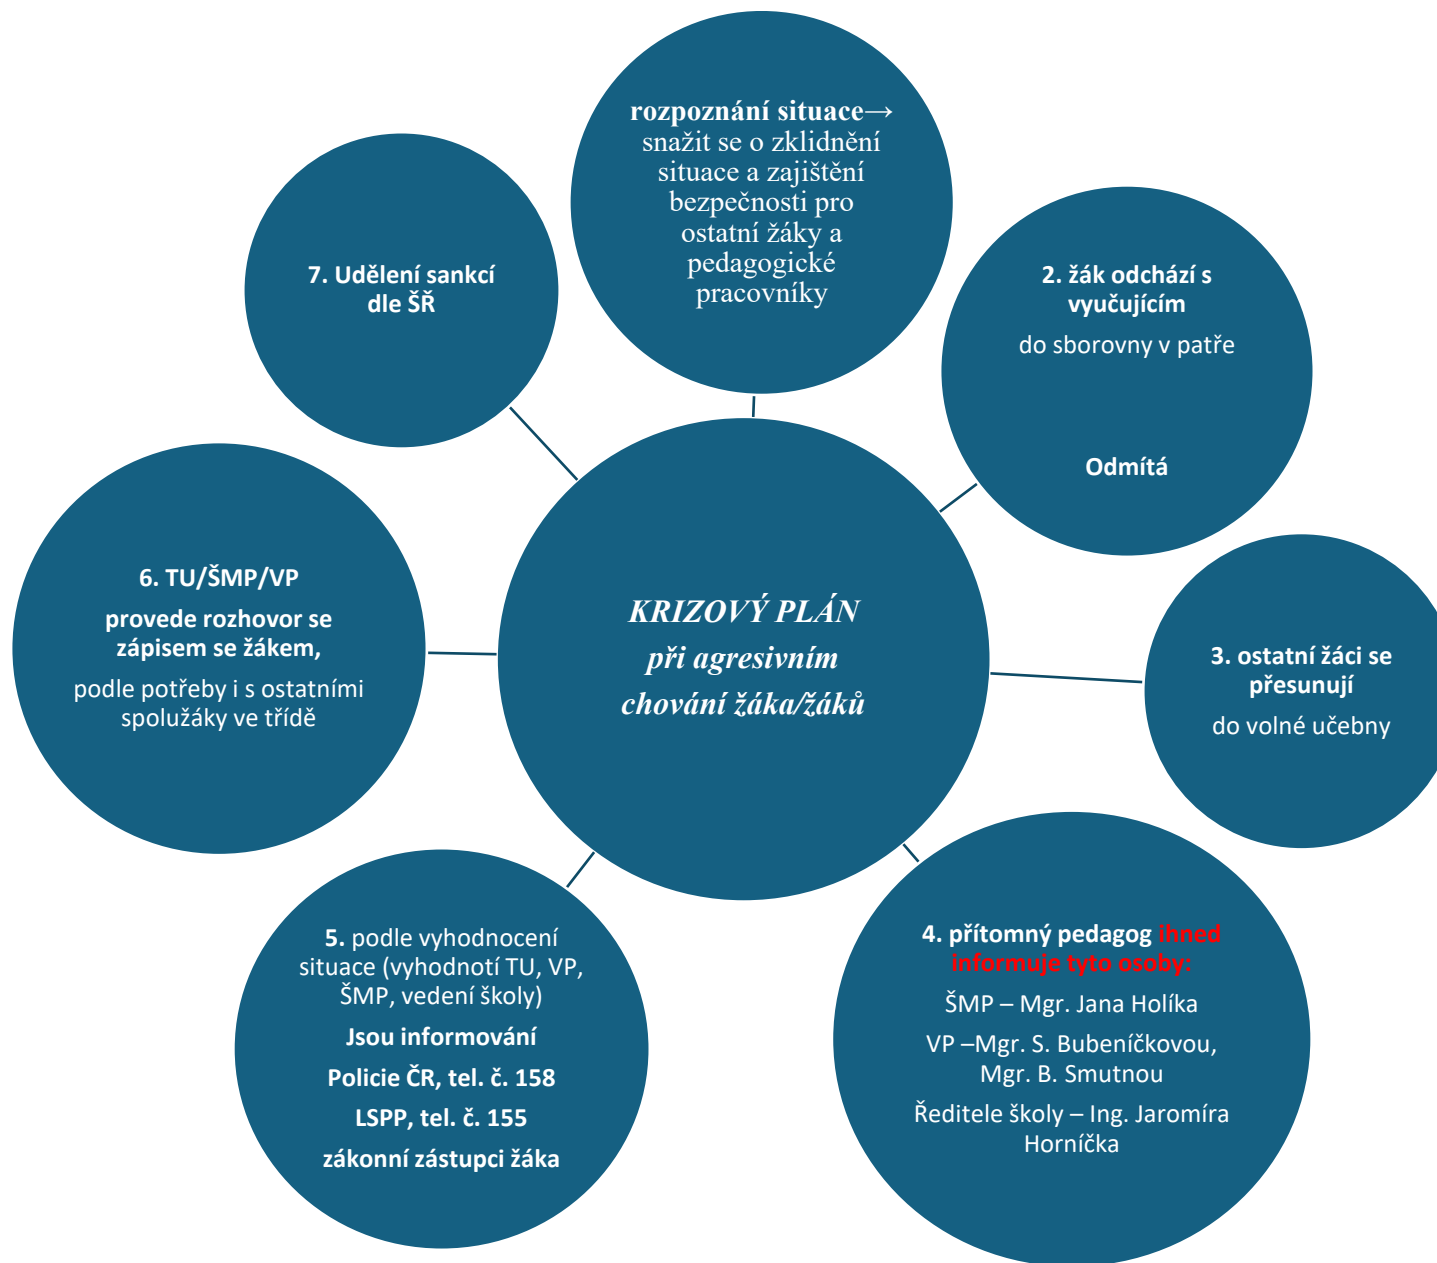 rozpoznání situace→
snažit se o zklidnění
situace a zajištění
bezpečnosti pro
ostatní žáky a
pedagogické
pracovníky
2. žák odchází s
vyučujícím
do sborovny v patře
Odmítá
3. ostatní žáci se
přesunují
do volné učebny
4. přítomný pedagog ihned
informuje tyto osoby:
ŠMP – Mgr. Jana Holíka
VP –Mgr. S. Bubeníčkovou,
Mgr. B. Smutnou
Ředitele školy – Ing. Jaromíra
Horníčka
5. podle vyhodnocení
situace (vyhodnotí TU, VP,
ŠMP, vedení školy)
Jsou informování
Policie ČR, tel. č. 158
LSPP, tel. č. 155
zákonní zástupci žáka
6. TU/ŠMP/VP
provede rozhovor se
zápisem se žákem,
podle potřeby i s ostatními
spolužáky ve třídě
7. Udělení sankcí
dle ŠŘ
KRIZOVÝ PLÁN
při agresivním
chování žáka/žáků